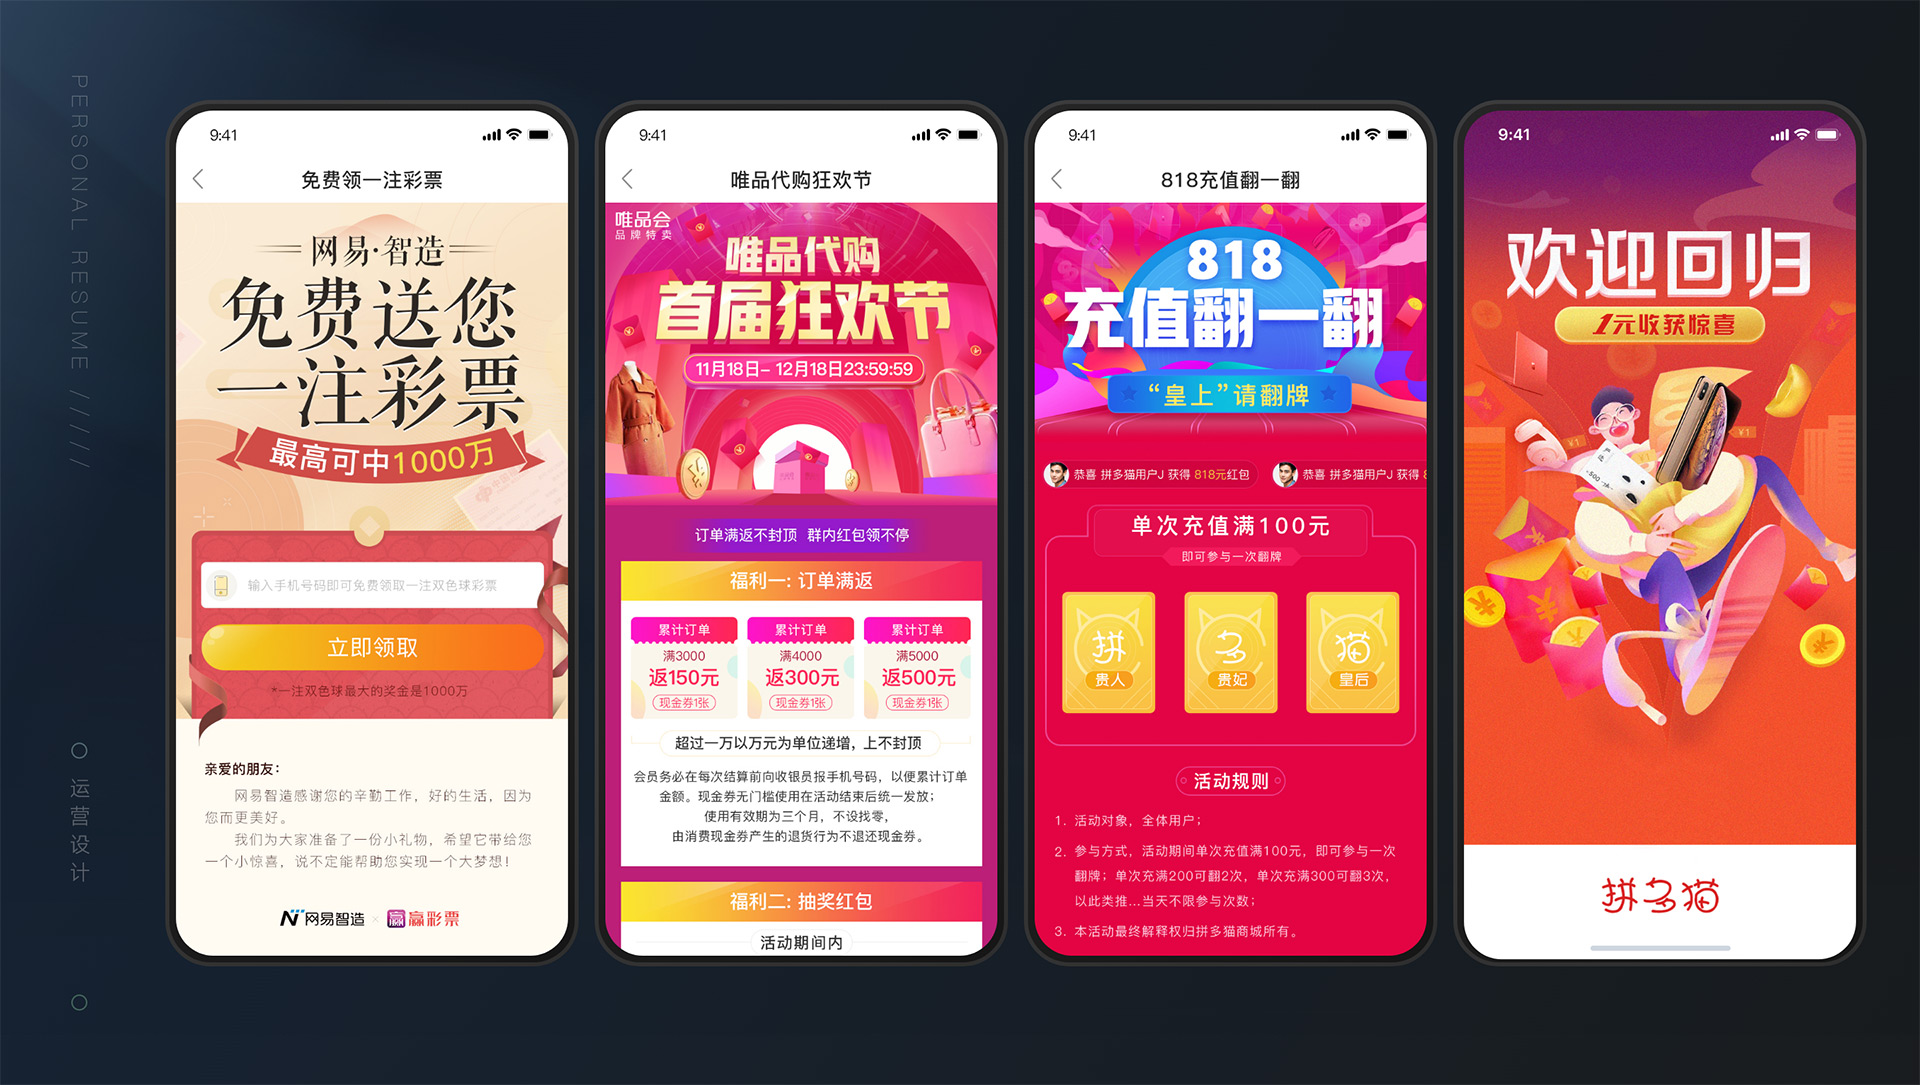 PERSONAL RESUME /////
运营设计
9:41
免费领一注彩票
网易·智造
免费送您
一注彩票
最高可中1000万
输入手机号码即可免费领取一注双色球彩票
立即领取
*一注双色球最大的奖金是1000万
亲爱的朋友：
网易智造感谢您的辛勤工作，好的生活，因为
您而更美好。
我们为大家准备了一份小礼物，希望它带给您
一个小惊喜，说不定能帮助您实现一个大梦想！
网易智造 × 赢 赢彩票
9:41
唯品代购狂欢节
唯品会
品牌特卖
唯品代购
首届狂欢节
11月18日- 12月18日23:59:59
订单满返不封顶 群内红包领不停
福利一: 订单满返
累计订单 累计订单 累计订单
满3000 满4000 满5000
返150元 返300元 返500元
现金券1张 现金券1张 现金券1张
超过一万以万元为单位递增，上不封顶
会员务必在每次结算前向收银员报手机号码，以便累计订单
金额。现金券无门槛使用在活动结束后统一发放；
使用有效期为三个月，不设找零，
由消费现金券产生的退货行为不退还现金券。
福利二: 抽奖红包
活动期间内
9:41
818充值翻一翻
818
充值翻一翻
“皇上”请翻牌
恭喜 拼多猫用户J 获得 818元红包 恭喜 拼多猫用户J 获得 8
单次充值满100元
即可参与一次翻牌
拼 多 猫
贵人 贵妃 皇后
活动规则
1. 活动对象，全体用户；
2. 参与方式，活动期间单次充值满100元，即可参与一次
翻牌；单次充满200可翻2次，单次充满300可翻3次，
以此类推...当天不限参与次数；
3. 本活动最终解释权归拼多猫商城所有。
9:41
欢迎回归
1元收获惊喜
¥1
¥1
拼多猫